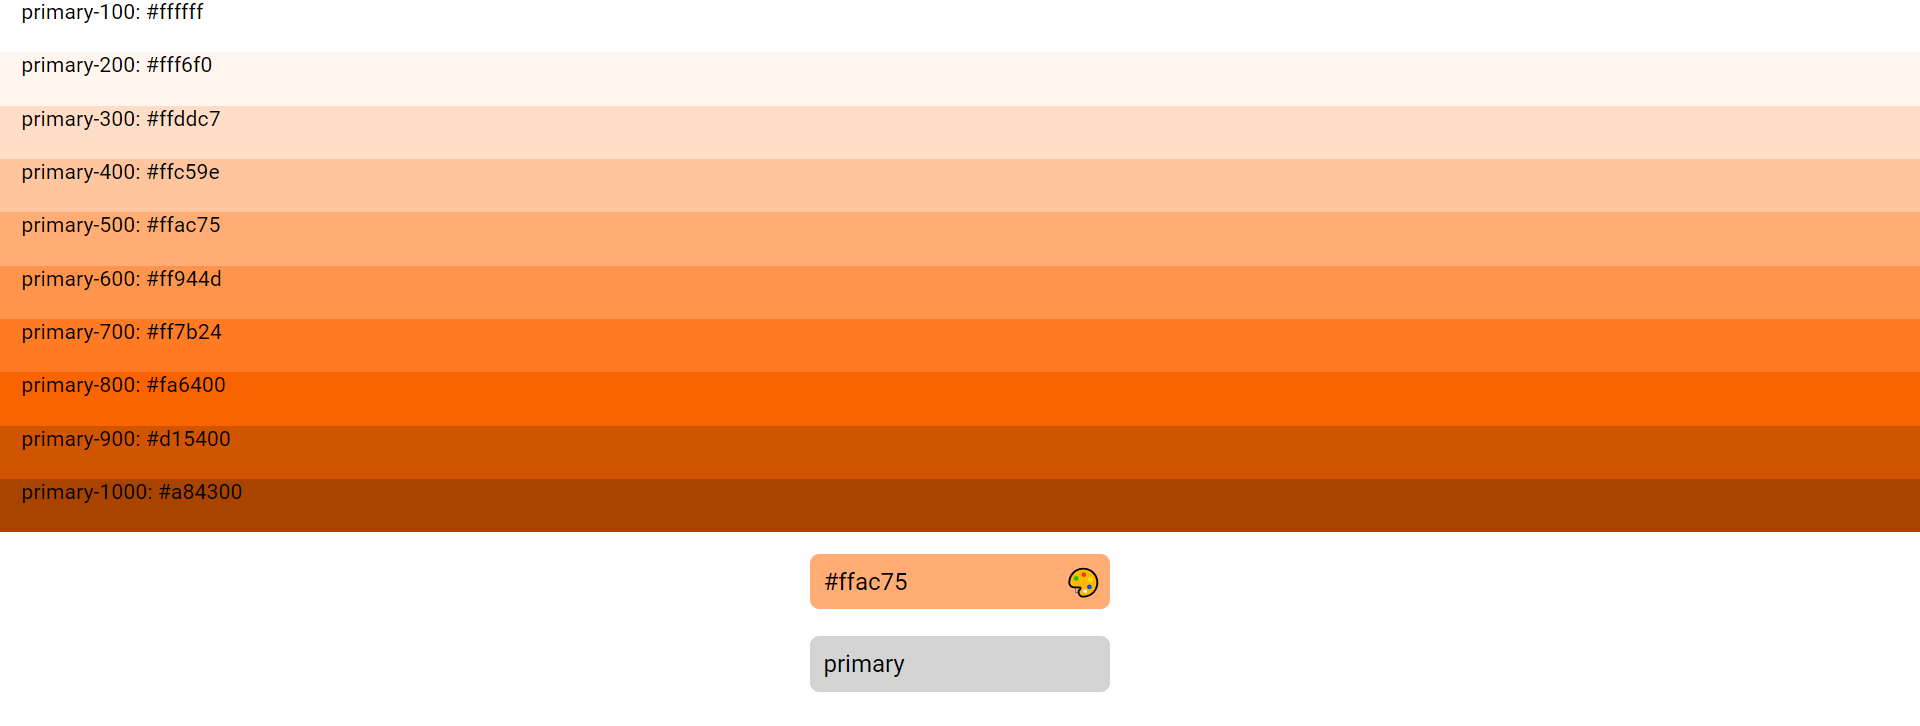 primary-100: #ffffff
primary-200: #fff6f0
primary-300: #ffddc7
primary-400: #ffc59e
primary-500: #ffac75
primary-600: #ff944d
primary-700: #ff7b24
primary-800: #fa6400
primary-900: #d15400
primary-1000: #a84300
#ffac75
primary